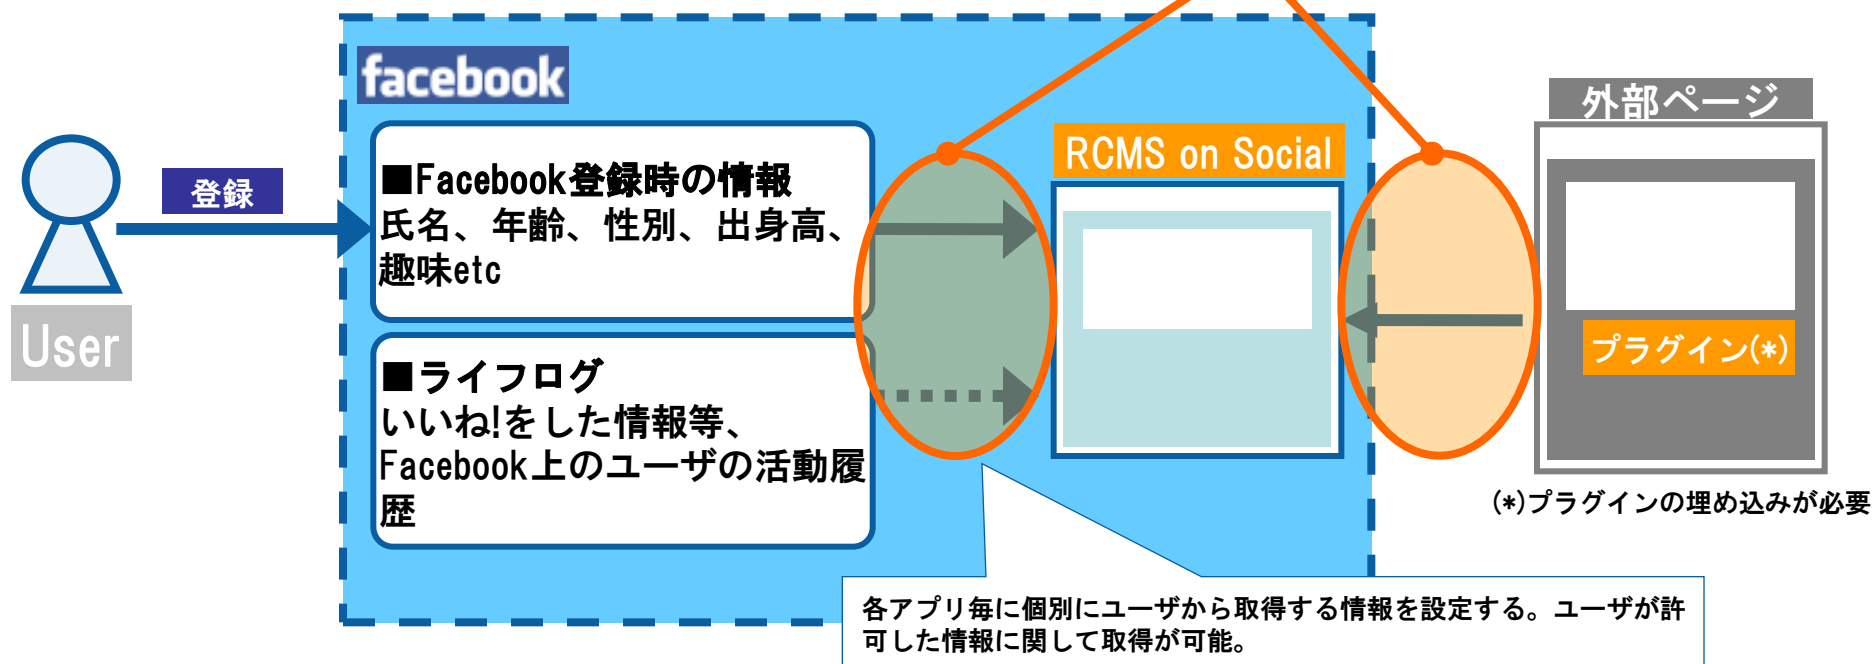 facebook
外部ページ
登録
■Facebook登録時の情報
氏名、年齢、性別、出身高、
趣味etc
RCMS on Social
User
プラグイン(*)
■ライフログ
いいね!をした情報等、
Facebook上のユーザの活動履
歴
(*)プラグインの埋め込みが必要
各アプリ毎に個別にユーザから取得する情報を設定する。ユーザが許
可した情報に関して取得が可能。